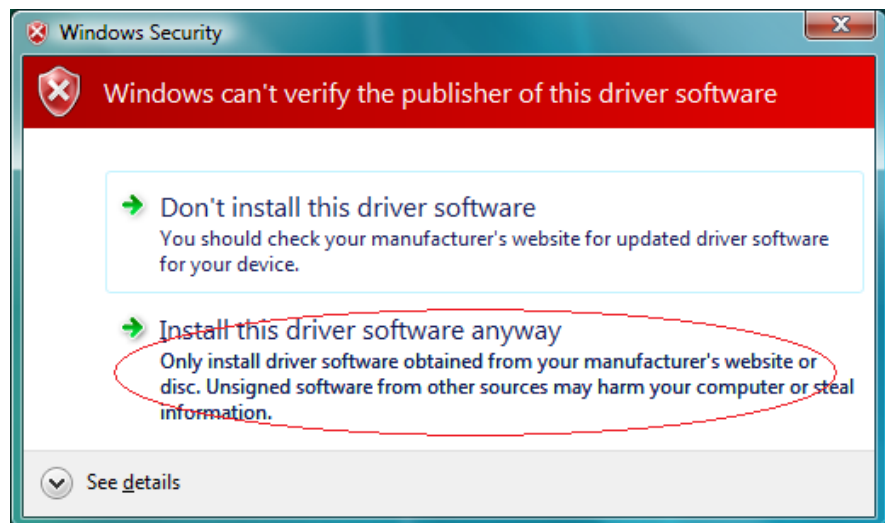 Windows Security
Windows can't verify the publisher of this driver software
Don't install this driver software
You should check your manufacturer's website for updated driver software
for your device.
Install this driver software anyway
Only install driver software obtained from your manufacturer's website or
disc. Unsigned software from other sources may harm your computer or steal
information.
See details